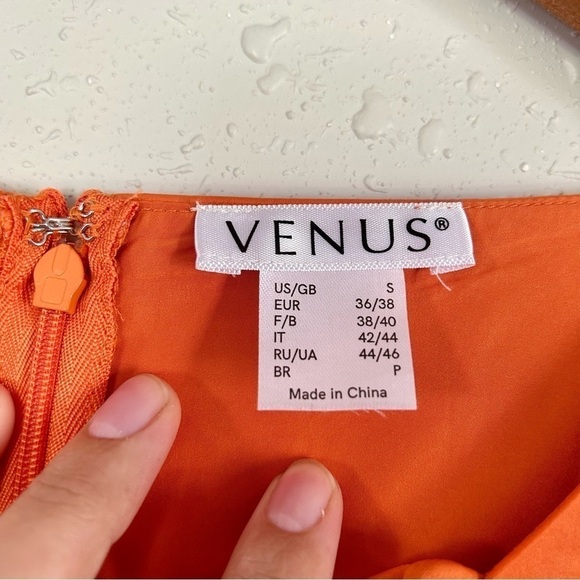 VENUS®
US/GB S
EUR 36/38
F/B 38/40
IT 42/44
RU/UA 44/46
BR P
Made in China